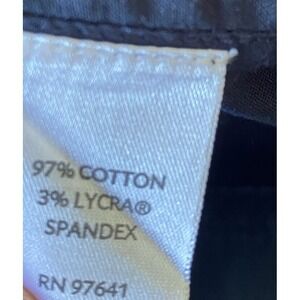 97% COTTON
3% LYCRA®
SPANDEX
RN 97641